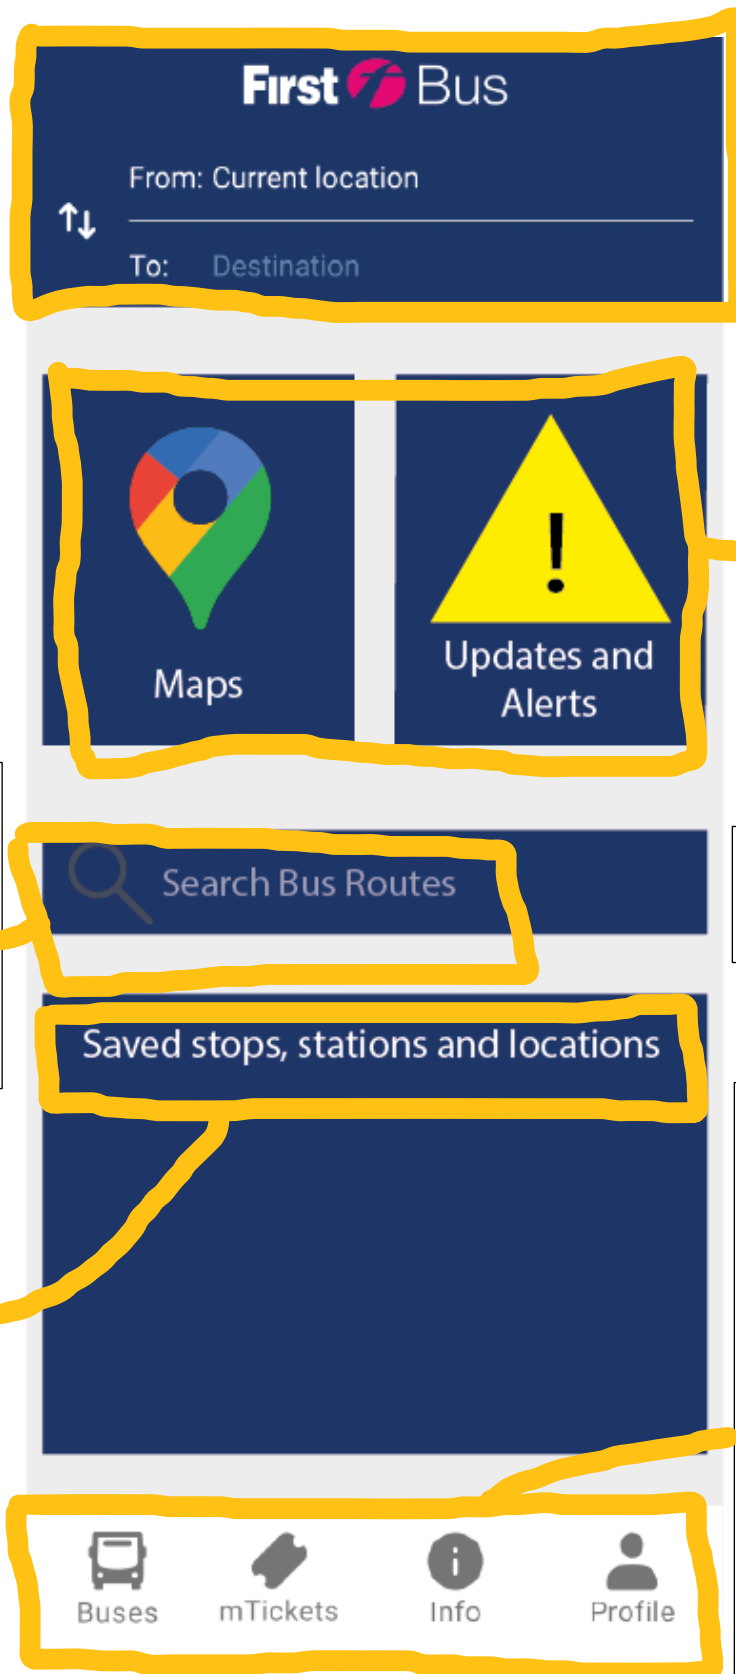 First Bus
From: Current location
To: Destination
Maps
Updates and
Alerts
!
Search Bus Routes
Saved stops, stations and locations
Buses
mTickets
Info
Profile